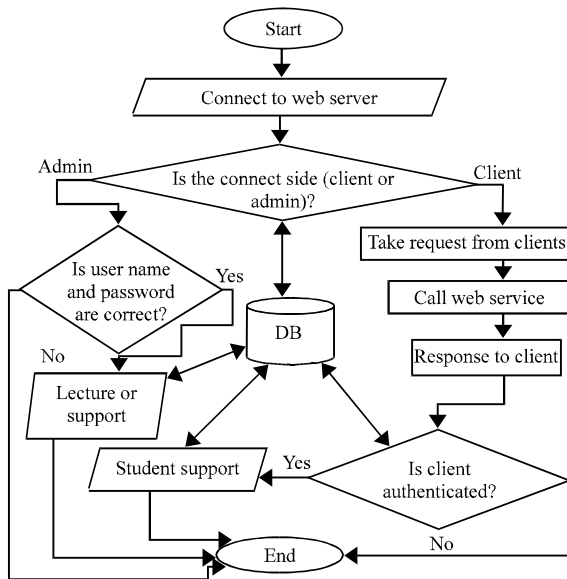 Start
Connect to web server
Admin
Is the connect side (client or
admin)?
Client
Take request from clients
Is user name
and password
are correct?
Yes
Call web service
DB
No
Response to client
Lecture or
support
Student support
Yes
Is client
authenticated?
End
No